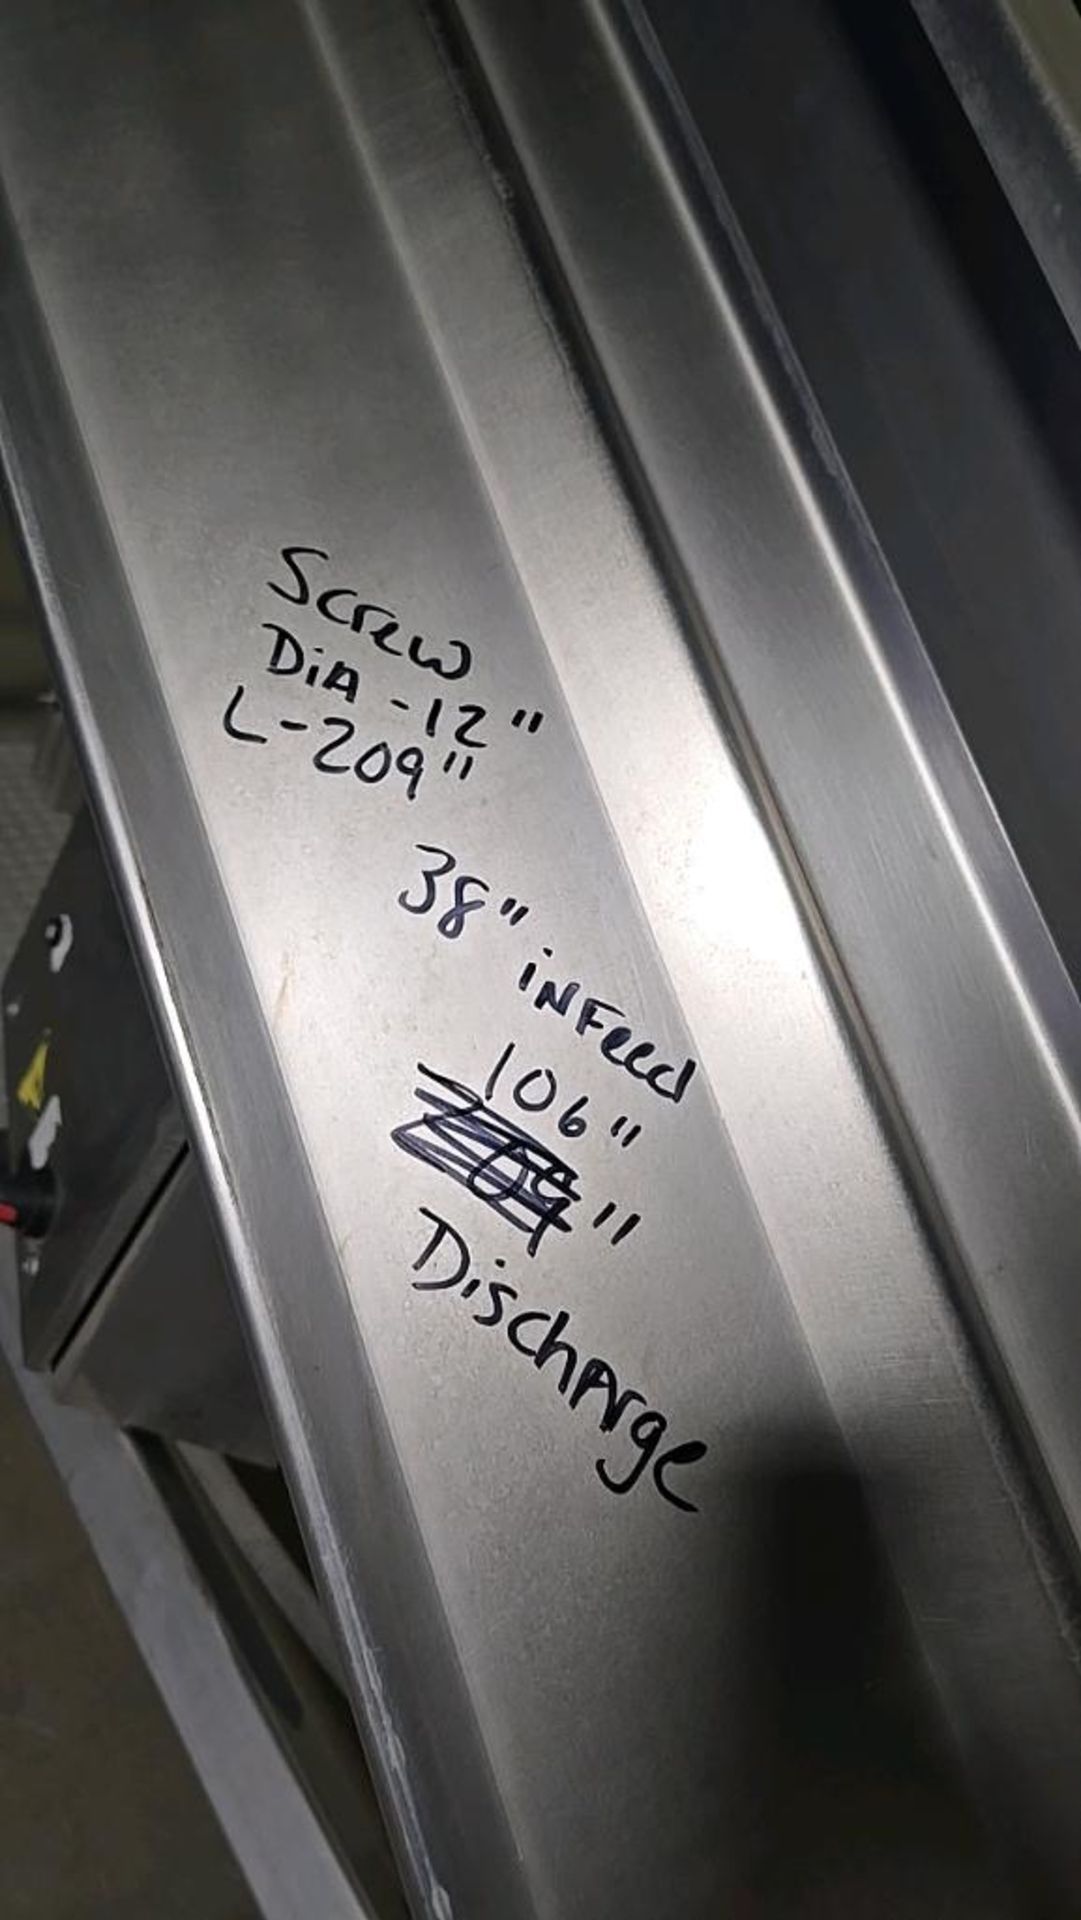 Screw
DiA - 12"
L-209"
38" iNFeed
106"
"
DischArge